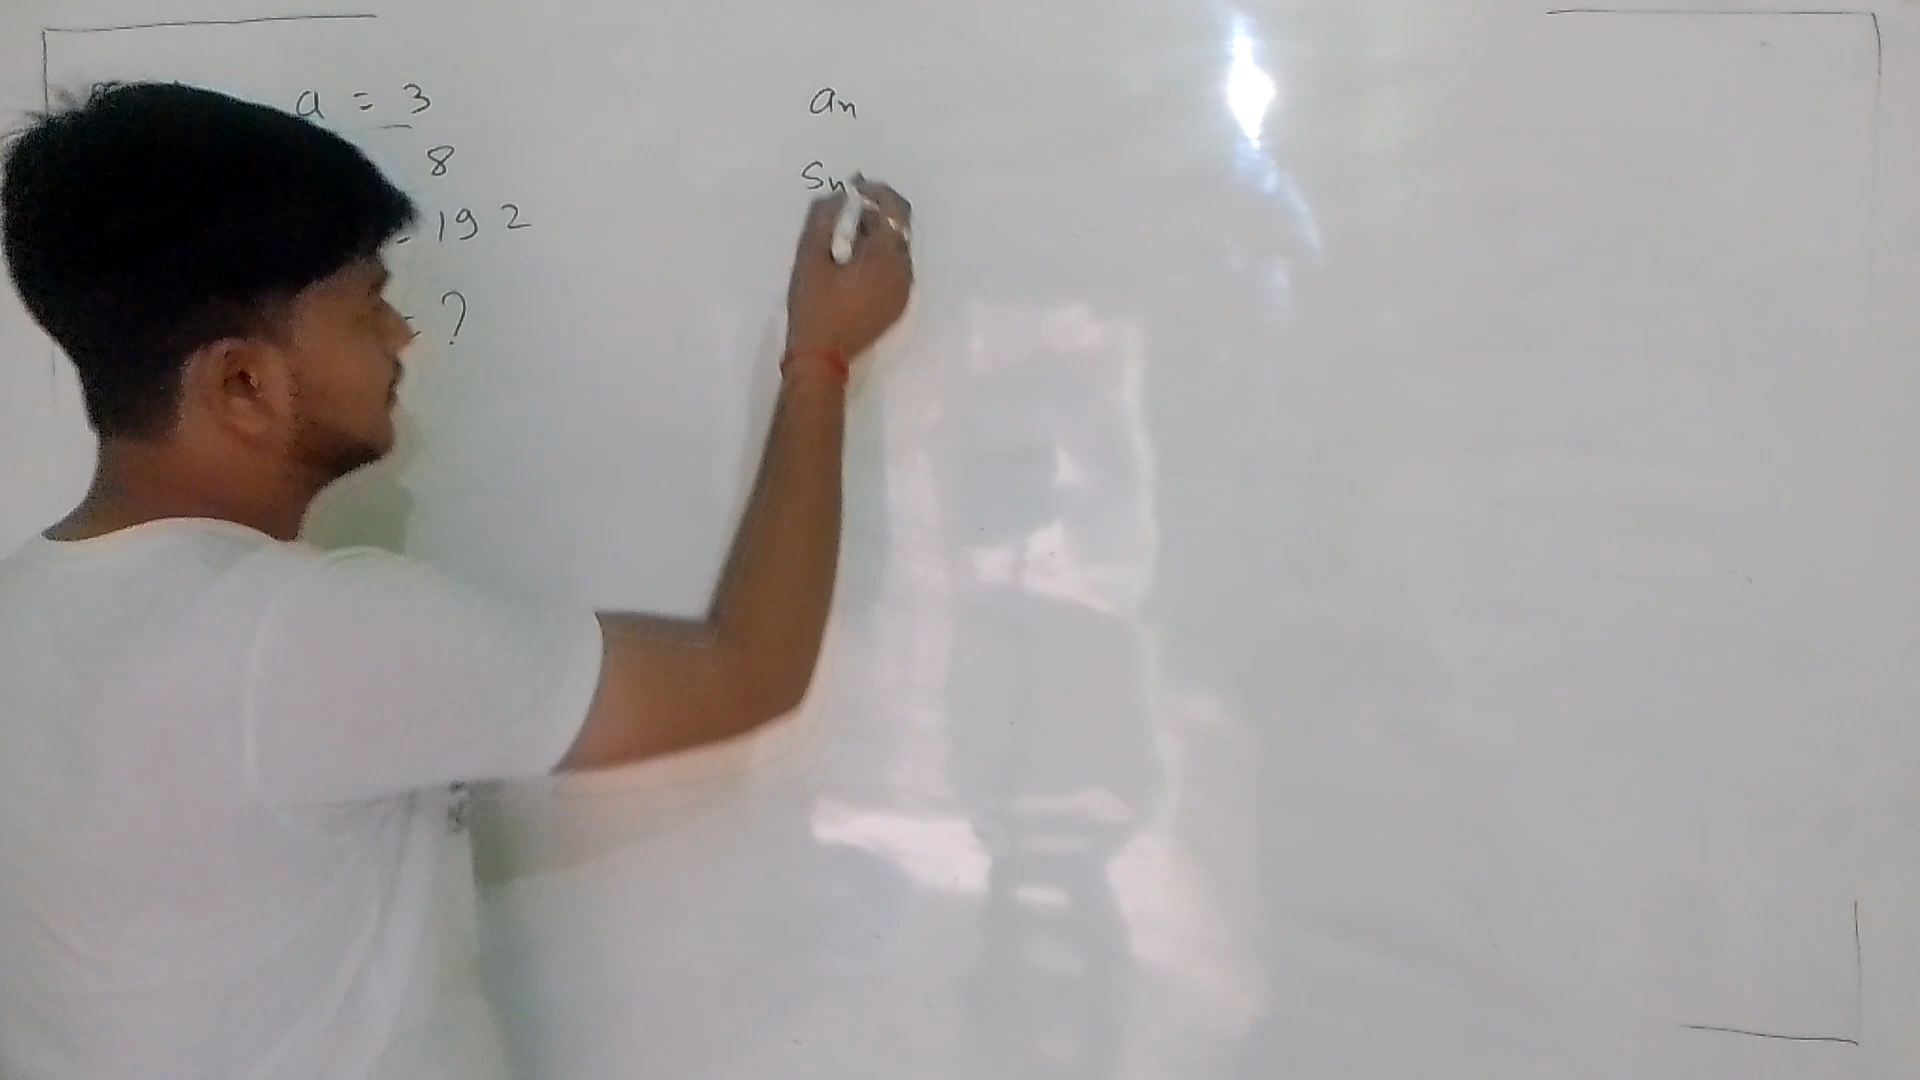 a = 3
8
= 192
= ?
an
Sn